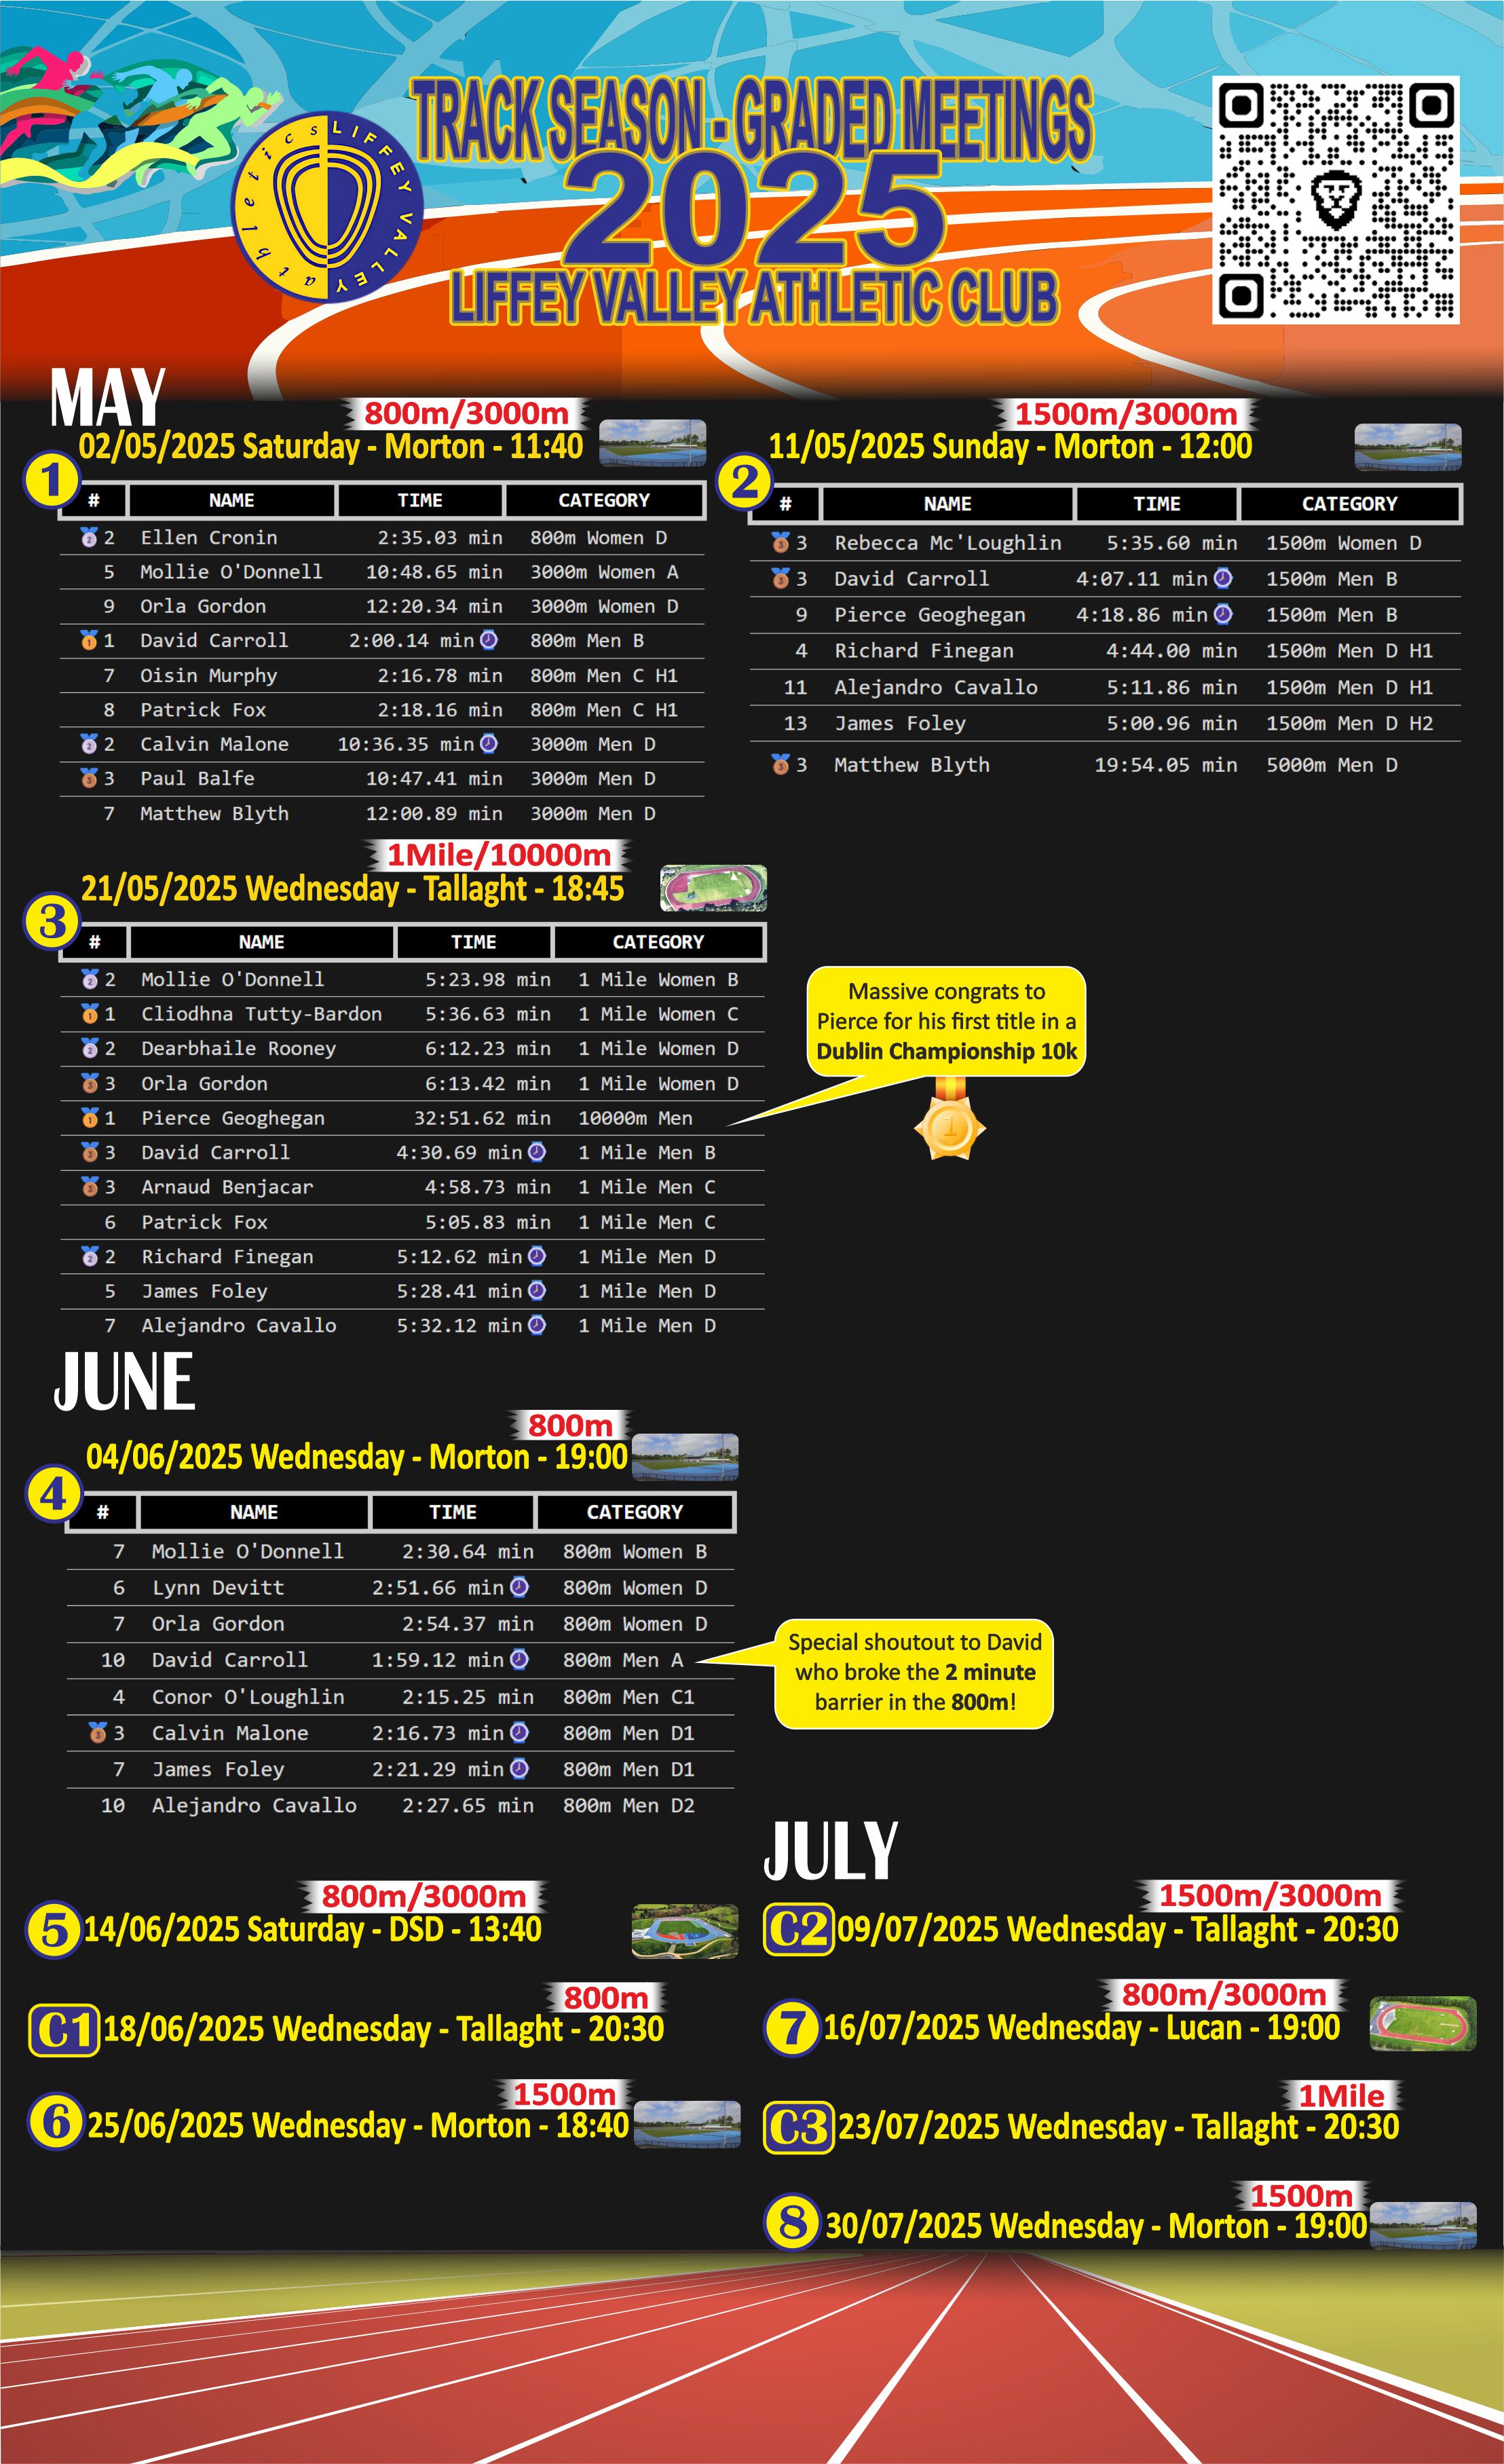 TRACK SEASON - GRADED MEETINGS
2025
LIFFEY VALLEY ATHLETIC CLUB
LIFFEY VALLEY athletics
MAY
800m/3000m
02/05/2025 Saturday - Morton - 11:40
1
# NAME TIME CATEGORY
2 Ellen Cronin 2:35.03 min 800m Women D
5 Mollie O'Donnell 10:48.65 min 3000m Women A
9 Orla Gordon 12:20.34 min 3000m Women D
1 David Carroll 2:00.14 min 800m Men B
7 Oisin Murphy 2:16.78 min 800m Men C H1
8 Patrick Fox 2:18.16 min 800m Men C H1
2 Calvin Malone 10:36.35 min 3000m Men D
3 Paul Balfe 10:47.41 min 3000m Men D
7 Matthew Blyth 12:00.89 min 3000m Men D
1500m/3000m
11/05/2025 Sunday - Morton - 12:00
2
# NAME TIME CATEGORY
3 Rebecca Mc'Loughlin 5:35.60 min 1500m Women D
3 David Carroll 4:07.11 min 1500m Men B
9 Pierce Geoghegan 4:18.86 min 1500m Men B
4 Richard Finegan 4:44.00 min 1500m Men D H1
11 Alejandro Cavallo 5:11.86 min 1500m Men D H1
13 James Foley 5:00.96 min 1500m Men D H2
3 Matthew Blyth 19:54.05 min 5000m Men D
1Mile/10000m
21/05/2025 Wednesday - Tallaght - 18:45
3
# NAME TIME CATEGORY
2 Mollie O'Donnell 5:23.98 min 1 Mile Women B
1 Cliodhna Tutty-Bardon 5:36.63 min 1 Mile Women C
2 Dearbhaile Rooney 6:12.23 min 1 Mile Women D
3 Orla Gordon 6:13.42 min 1 Mile Women D
1 Pierce Geoghegan 32:51.62 min 10000m Men
3 David Carroll 4:30.69 min 1 Mile Men B
3 Arnaud Benjacar 4:58.73 min 1 Mile Men C
6 Patrick Fox 5:05.83 min 1 Mile Men C
2 Richard Finegan 5:12.62 min 1 Mile Men D
5 James Foley 5:28.41 min 1 Mile Men D
7 Alejandro Cavallo 5:32.12 min 1 Mile Men D
Massive congrats to
Pierce for his first title in a
Dublin Championship 10k
1
JUNE
800m
04/06/2025 Wednesday - Morton - 19:00
4
# NAME TIME CATEGORY
7 Mollie O'Donnell 2:30.64 min 800m Women B
6 Lynn Devitt 2:51.66 min 800m Women D
7 Orla Gordon 2:54.37 min 800m Women D
10 David Carroll 1:59.12 min 800m Men A
4 Conor O'Loughlin 2:15.25 min 800m Men C1
3 Calvin Malone 2:16.73 min 800m Men D1
7 James Foley 2:21.29 min 800m Men D1
10 Alejandro Cavallo 2:27.65 min 800m Men D2
Special shoutout to David
who broke the 2 minute
barrier in the 800m!
800m/3000m
5 14/06/2025 Saturday - DSD - 13:40
800m
C1 18/06/2025 Wednesday - Tallaght - 20:30
1500m
6 25/06/2025 Wednesday - Morton - 18:40
JULY
1500m/3000m
C2 09/07/2025 Wednesday - Tallaght - 20:30
800m/3000m
7 16/07/2025 Wednesday - Lucan - 19:00
1Mile
C3 23/07/2025 Wednesday - Tallaght - 20:30
1500m
8 30/07/2025 Wednesday - Morton - 19:00